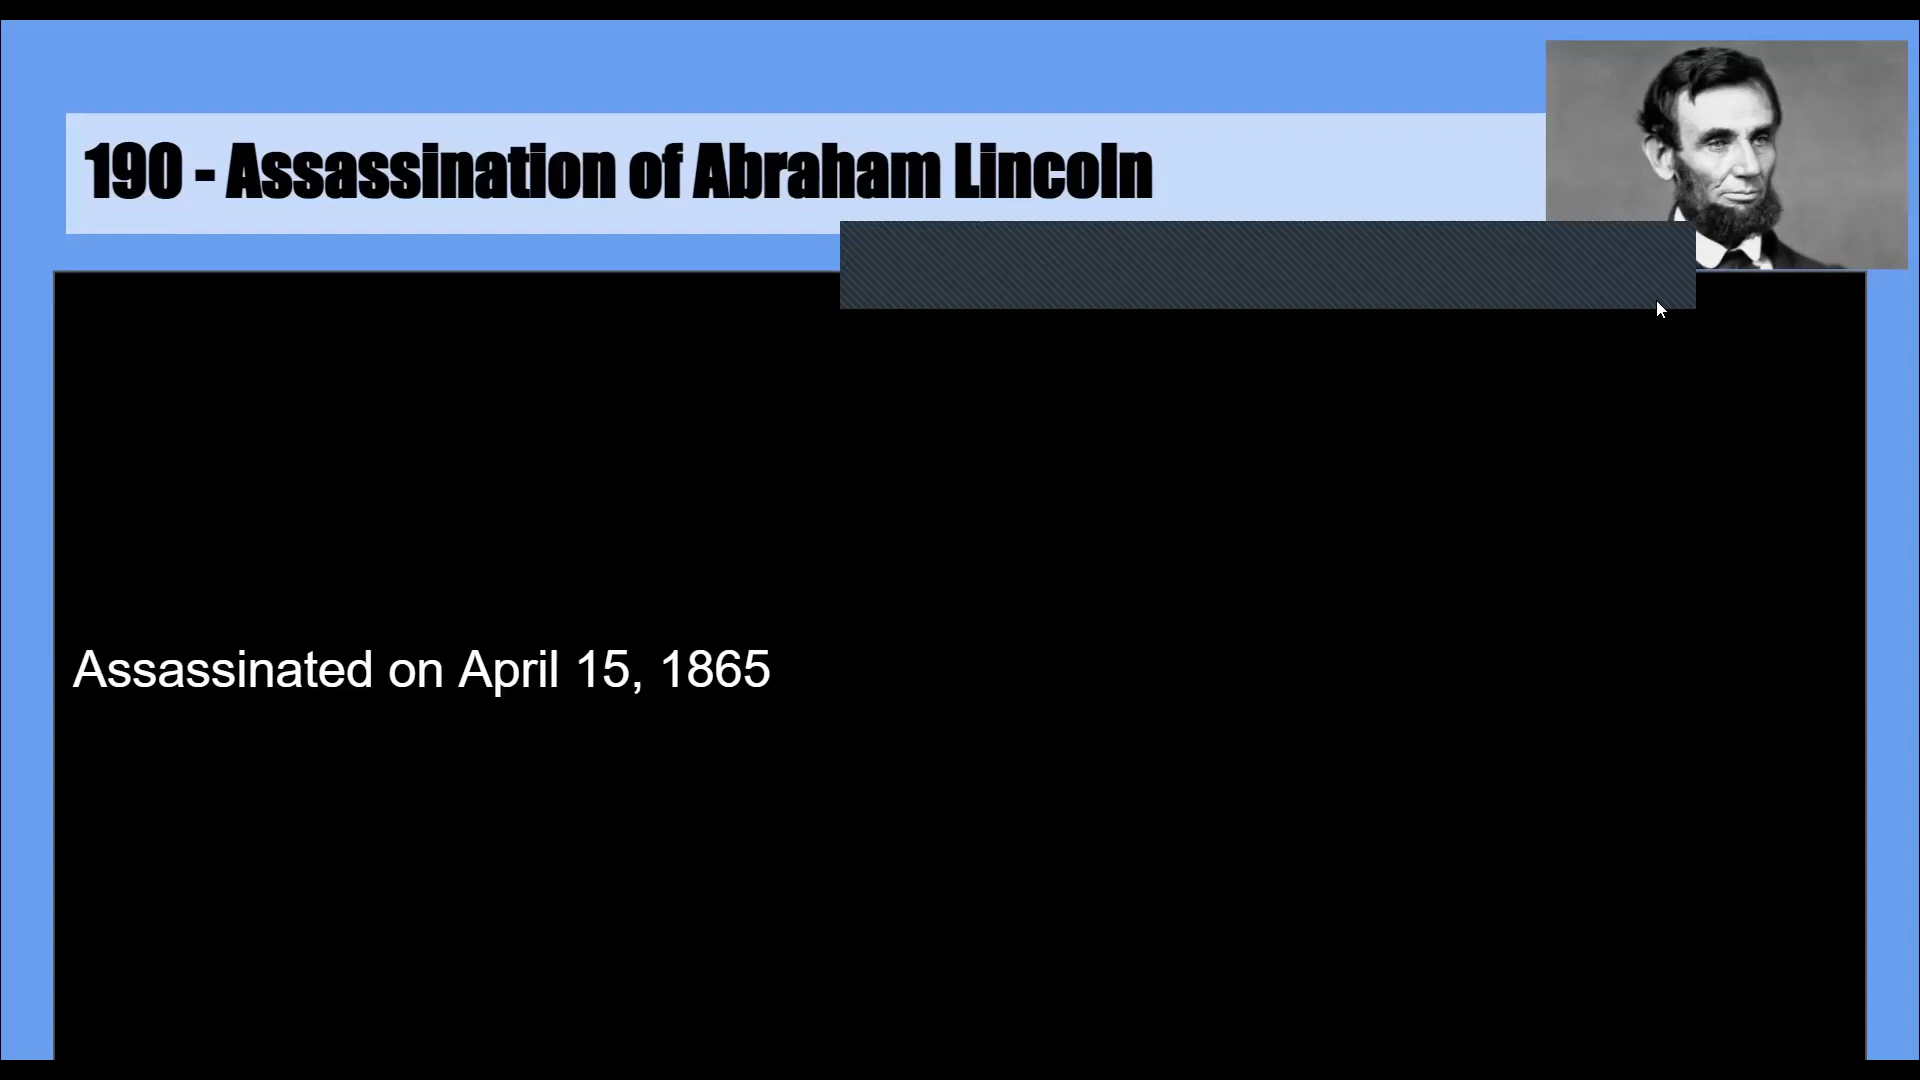 190 - Assassination of Abraham Lincoln
Assassinated on April 15, 1865